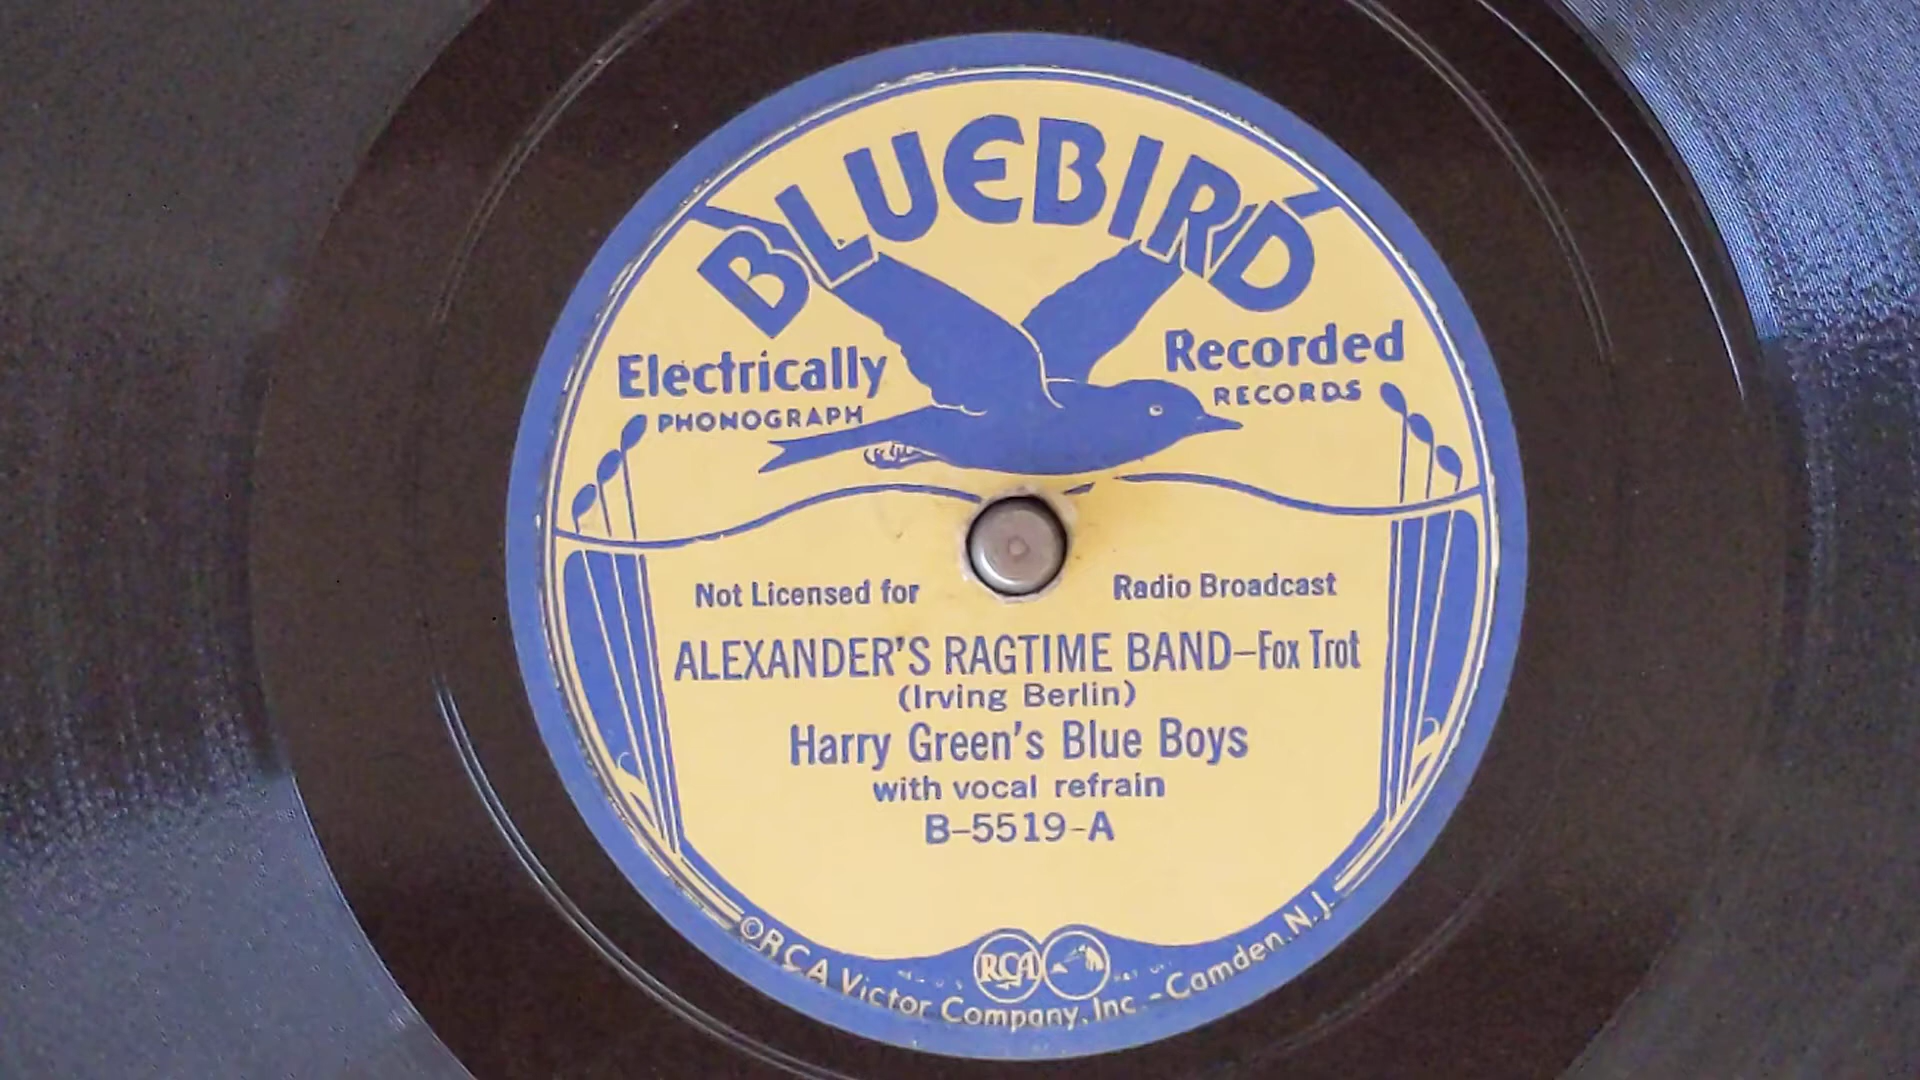 BLUEBIRD
Electrically Recorded
PHONOGRAPH RECORDS
Not Licensed for Radio Broadcast
ALEXANDER'S RAGTIME BAND–Fox Trot
(Irving Berlin)
Harry Green's Blue Boys
with vocal refrain
B–5519-A
RCA
©RCA Victor Company, Inc.-Camden, N.J.